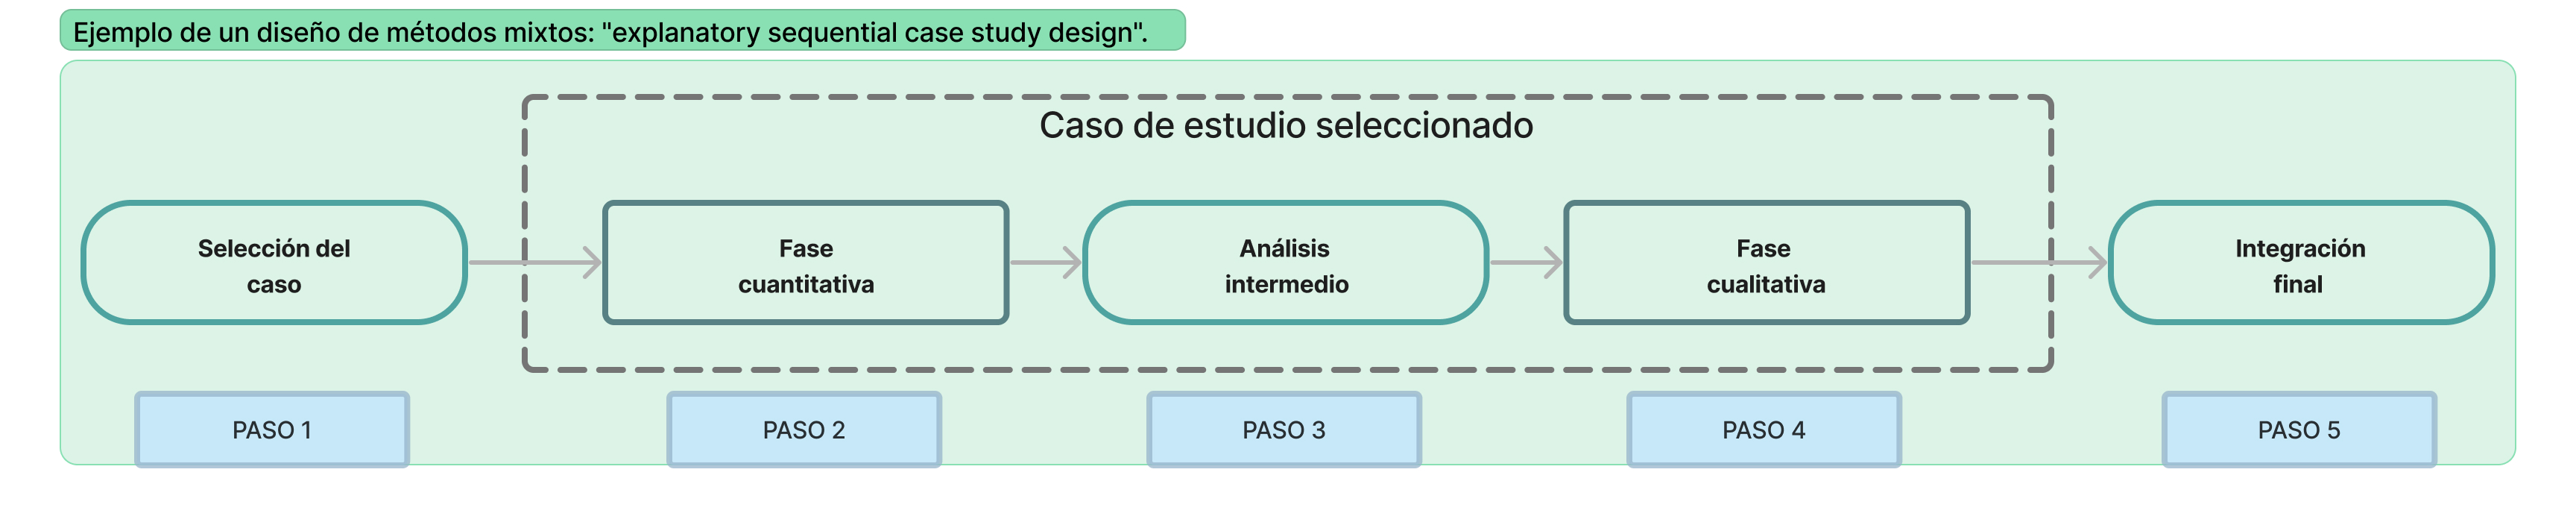 Ejemplo de un diseño de métodos mixtos: "explanatory sequential case study design".
Caso de estudio seleccionado
Selección del
caso
Fase
cuantitativa
Análisis
intermedio
Fase
cualitativa
Integración
final
PASO 1
PASO 2
PASO 3
PASO 4
PASO 5